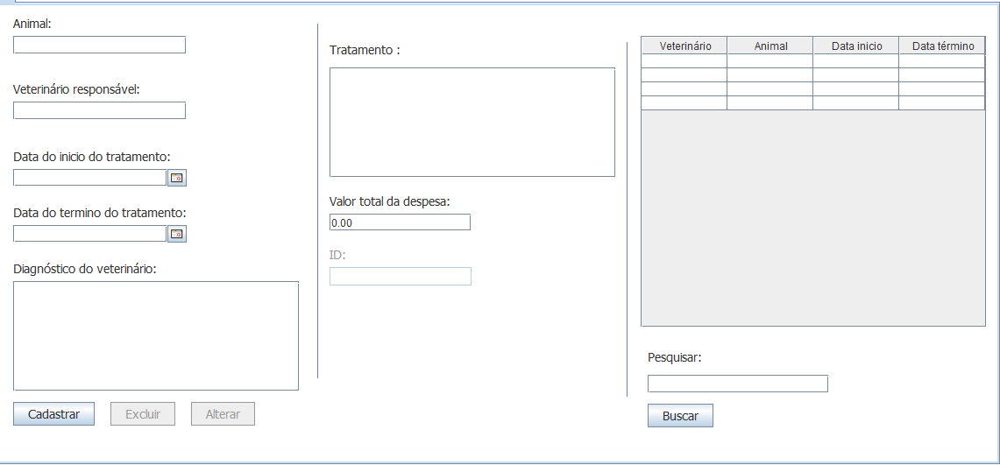 Animal:
Veterinário responsável:
Data do inicio do tratamento:
Data do termino do tratamento:
Diagnóstico do veterinário:
Cadastrar Excluir Alterar
Tratamento :
Valor total da despesa:
0.00
ID:
Veterinário Animal Data inicio Data término
Pesquisar:
Buscar